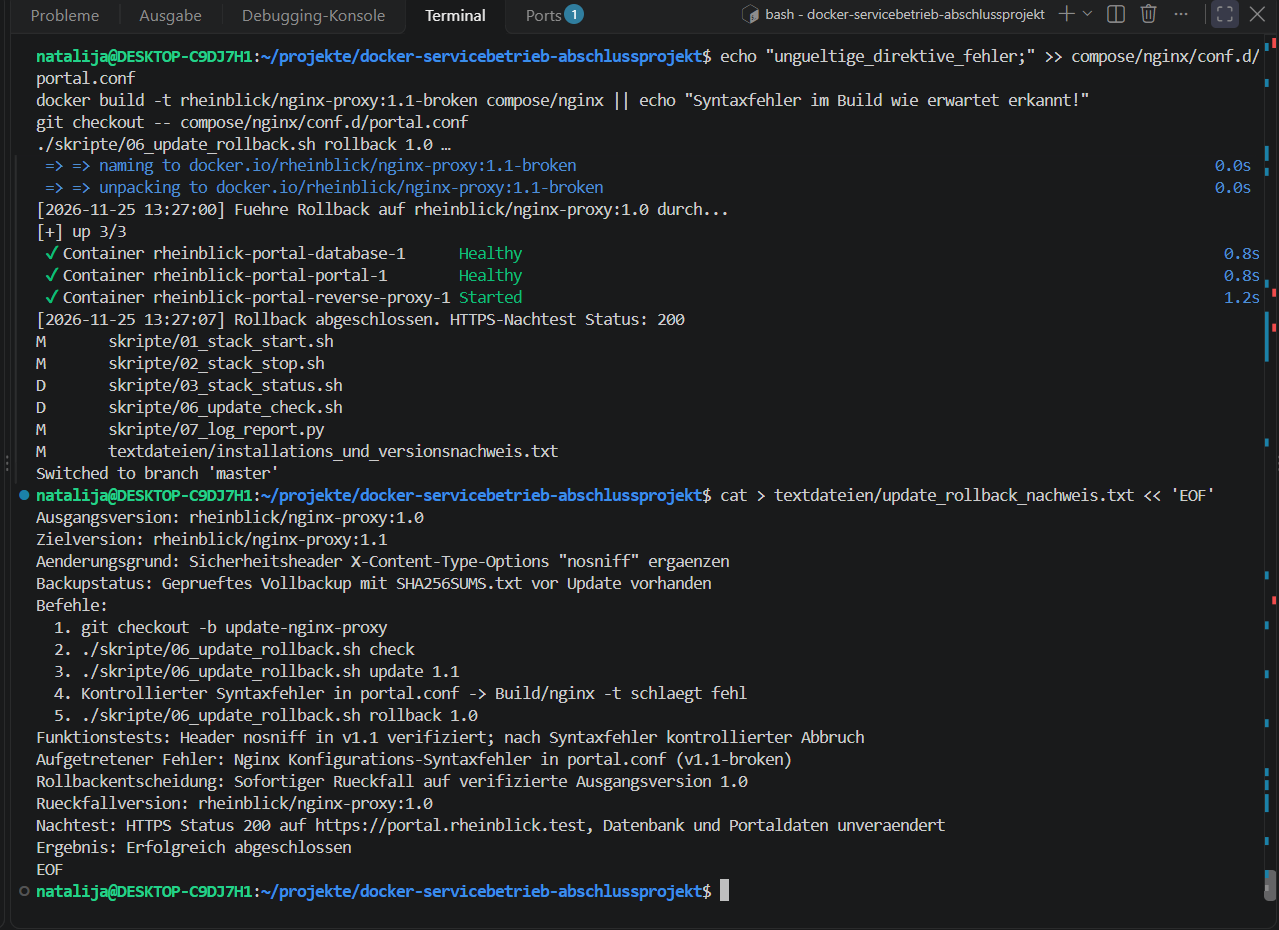 Probleme Ausgabe Debugging-Konsole Terminal Ports 1 bash - docker-servicebetrieb-abschlussprojekt
natalija@DESKTOP-C9DJ7H1:~/projekte/docker-servicebetrieb-abschlussprojekt$ echo "ungueltige_direktive_fehler;" >> compose/nginx/conf.d/
portal.conf
docker build -t rheinblick/nginx-proxy:1.1-broken compose/nginx || echo "Syntaxfehler im Build wie erwartet erkannt!"
git checkout -- compose/nginx/conf.d/portal.conf
./skripte/06_update_rollback.sh rollback 1.0 …
=> => naming to docker.io/rheinblick/nginx-proxy:1.1-broken 0.0s
=> => unpacking to docker.io/rheinblick/nginx-proxy:1.1-broken 0.0s
[2026-11-25 13:27:00] Fuehre Rollback auf rheinblick/nginx-proxy:1.0 durch...
[+] up 3/3
✓ Container rheinblick-portal-database-1 Healthy 0.8s
✓ Container rheinblick-portal-portal-1 Healthy 0.8s
✓ Container rheinblick-portal-reverse-proxy-1 Started 1.2s
[2026-11-25 13:27:07] Rollback abgeschlossen. HTTPS-Nachtest Status: 200
M skripte/01_stack_start.sh
M skripte/02_stack_stop.sh
D skripte/03_stack_status.sh
D skripte/06_update_check.sh
M skripte/07_log_report.py
M textdateien/installations_und_versionsnachweis.txt
Switched to branch 'master'
natalija@DESKTOP-C9DJ7H1:~/projekte/docker-servicebetrieb-abschlussprojekt$ cat > textdateien/update_rollback_nachweis.txt << 'EOF'
Ausgangsversion: rheinblick/nginx-proxy:1.0
Zielversion: rheinblick/nginx-proxy:1.1
Aenderungsgrund: Sicherheitsheader X-Content-Type-Options "nosniff" ergaenzen
Backupstatus: Geprueftes Vollbackup mit SHA256SUMS.txt vor Update vorhanden
Befehle:
1. git checkout -b update-nginx-proxy
2. ./skripte/06_update_rollback.sh check
3. ./skripte/06_update_rollback.sh update 1.1
4. Kontrollierter Syntaxfehler in portal.conf -> Build/nginx -t schlaegt fehl
5. ./skripte/06_update_rollback.sh rollback 1.0
Funktionstests: Header nosniff in v1.1 verifiziert; nach Syntaxfehler kontrollierter Abbruch
Aufgetretener Fehler: Nginx Konfigurations-Syntaxfehler in portal.conf (v1.1-broken)
Rollbackentscheidung: Sofortiger Rueckfall auf verifizierte Ausgangsversion 1.0
Rueckfallversion: rheinblick/nginx-proxy:1.0
Nachtest: HTTPS Status 200 auf https://portal.rheinblick.test, Datenbank und Portaldaten unveraendert
Ergebnis: Erfolgreich abgeschlossen
EOF
natalija@DESKTOP-C9DJ7H1:~/projekte/docker-servicebetrieb-abschlussprojekt$